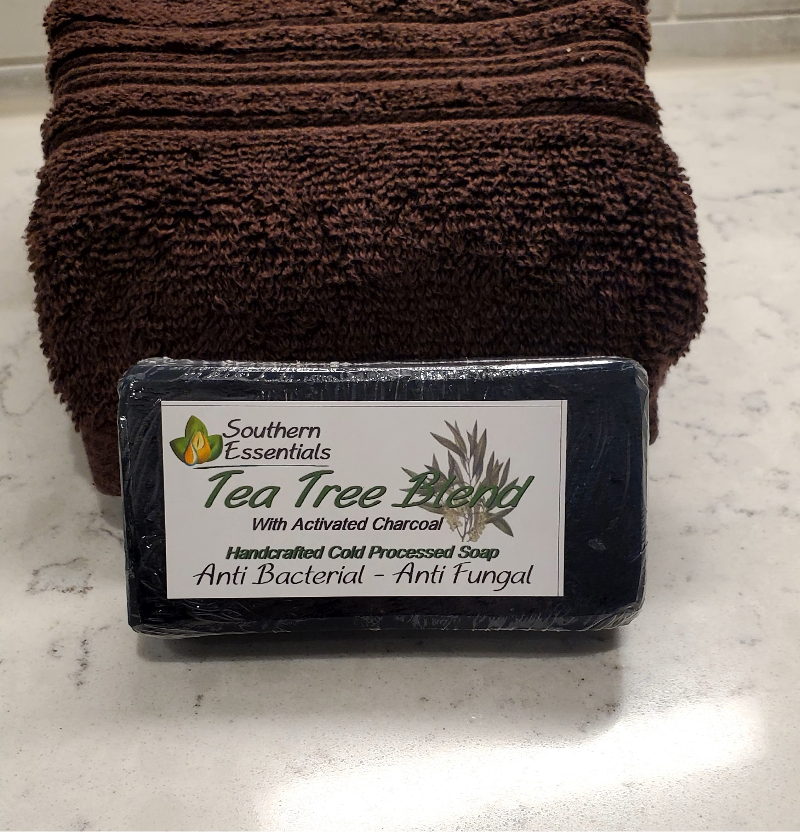 Southern
Essentials
Tea Tree Blend
With Activated Charcoal
Handcrafted Cold Processed Soap
Anti Bacterial - Anti Fungal